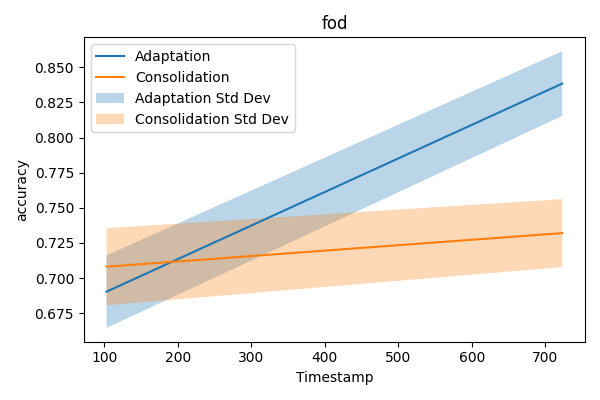 fod
Adaptation
Consolidation
Adaptation Std Dev
Consolidation Std Dev
accuracy
0.850
0.825
0.800
0.775
0.750
0.725
0.700
0.675
100 200 300 400 500 600 700
Timestamp